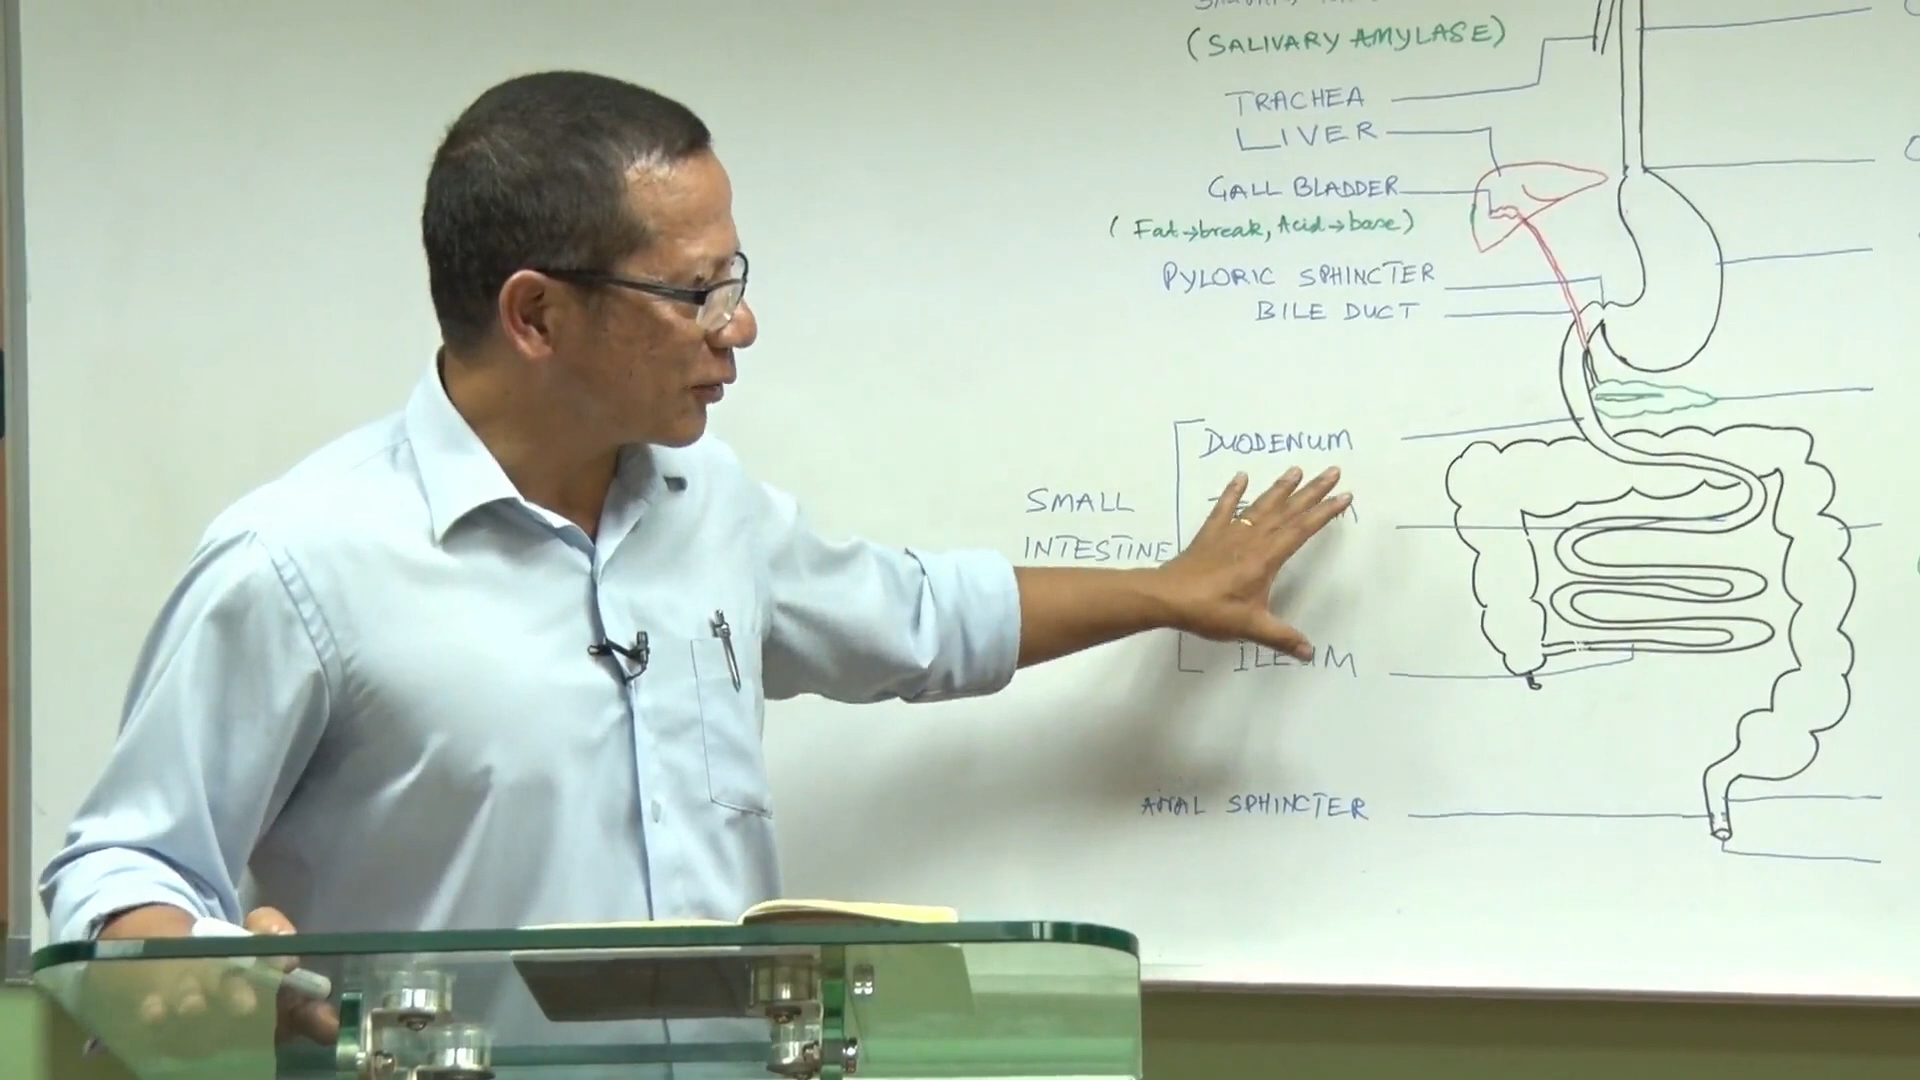 (SALIVARY AMYLASE)
TRACHEA
LIVER
GALL BLADDER
(Fat→break, Acid→base)
PYLORIC SPHINCTER
BILE DUCT
DUODENUM
SMALL
INTESTINE
ILEUM
ANAL SPHINCTER